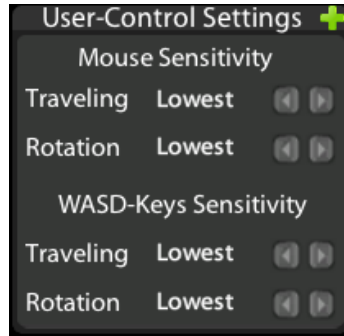 User-Control Settings
Mouse Sensitivity
Traveling Lowest
Rotation Lowest
WASD-Keys Sensitivity
Traveling Lowest
Rotation Lowest